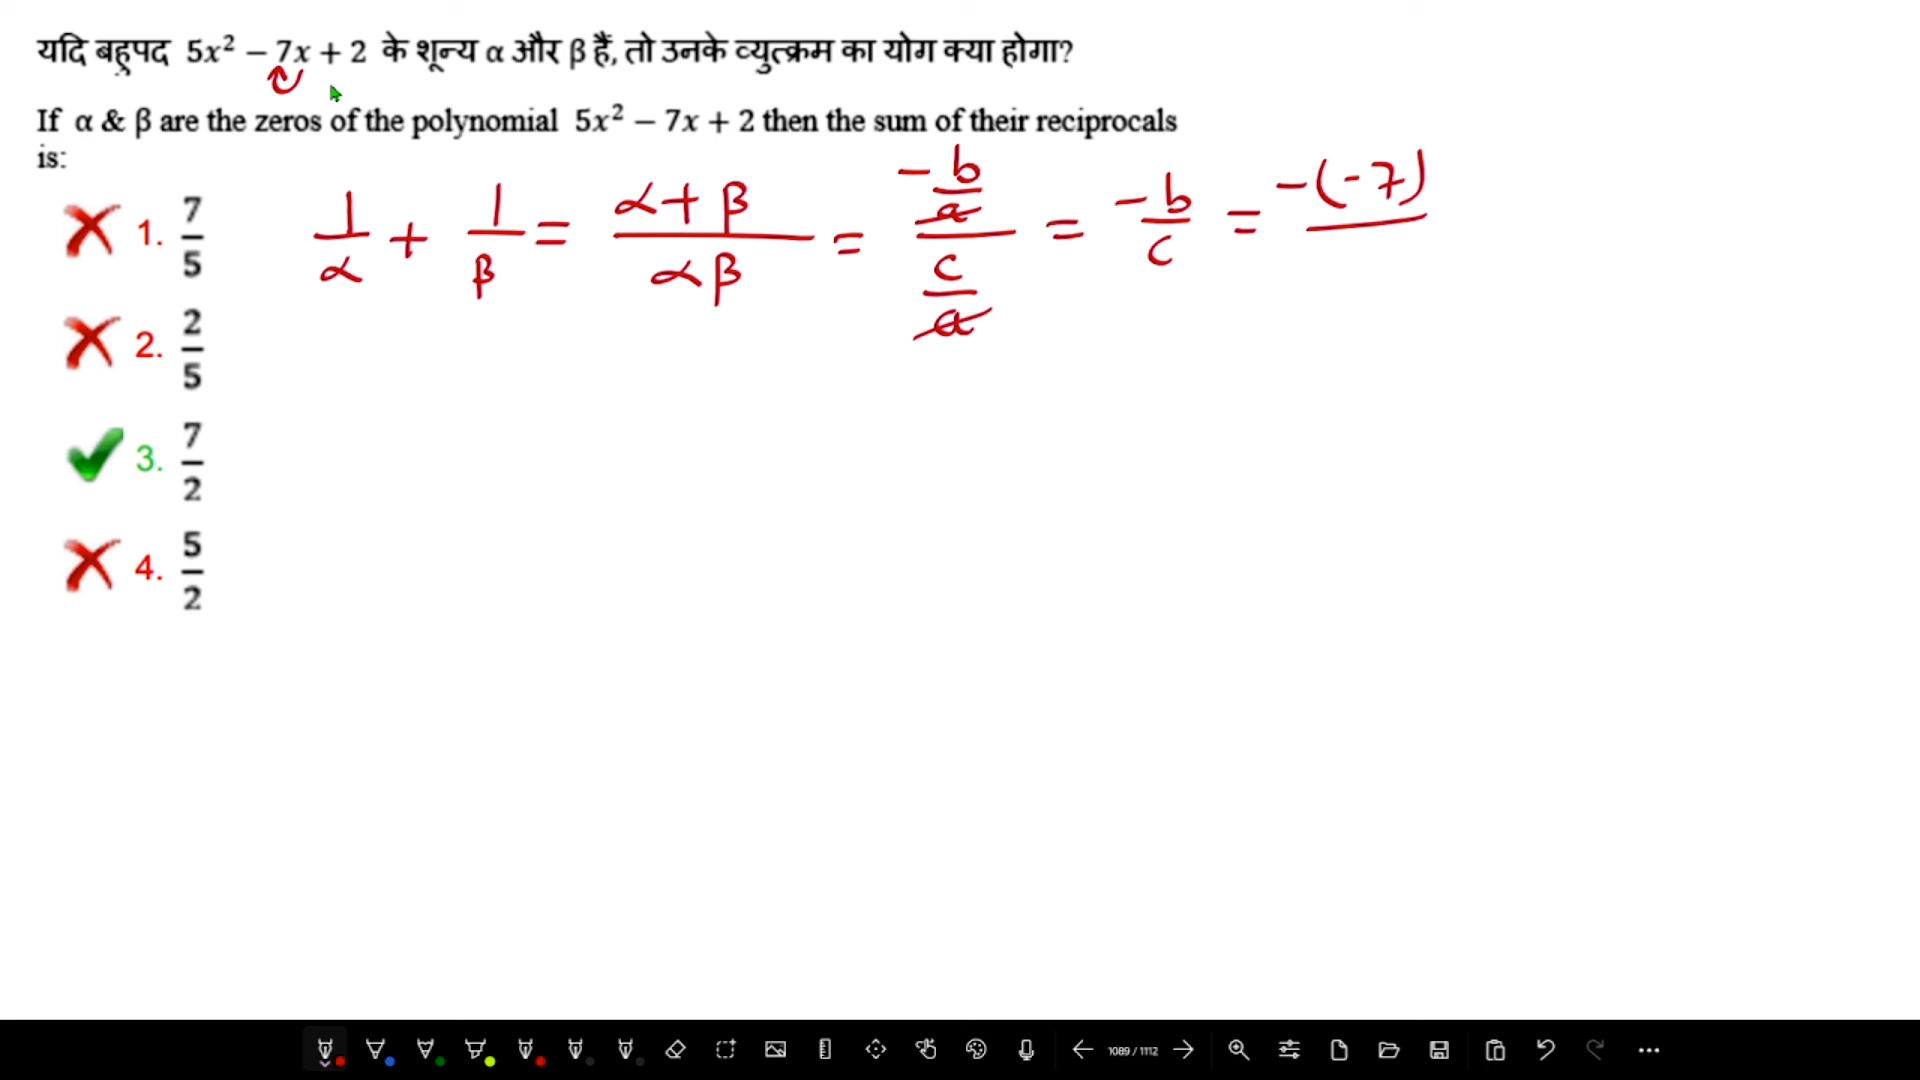 यदि बहुपद 5x² − 7x + 2 के शून्य α और β हैं, तो उनके व्युत्क्रम का योग क्या होगा?
If α & β are the zeros of the polynomial 5x² − 7x + 2 then the sum of their reciprocals
is:
1. 7/5
1/α + 1/β = (α+β)/(αβ) = (-b/a)/(c/a) = -b/c = -(-7)/
2. 2/5
3. 7/2
4. 5/2
1089 / 1112